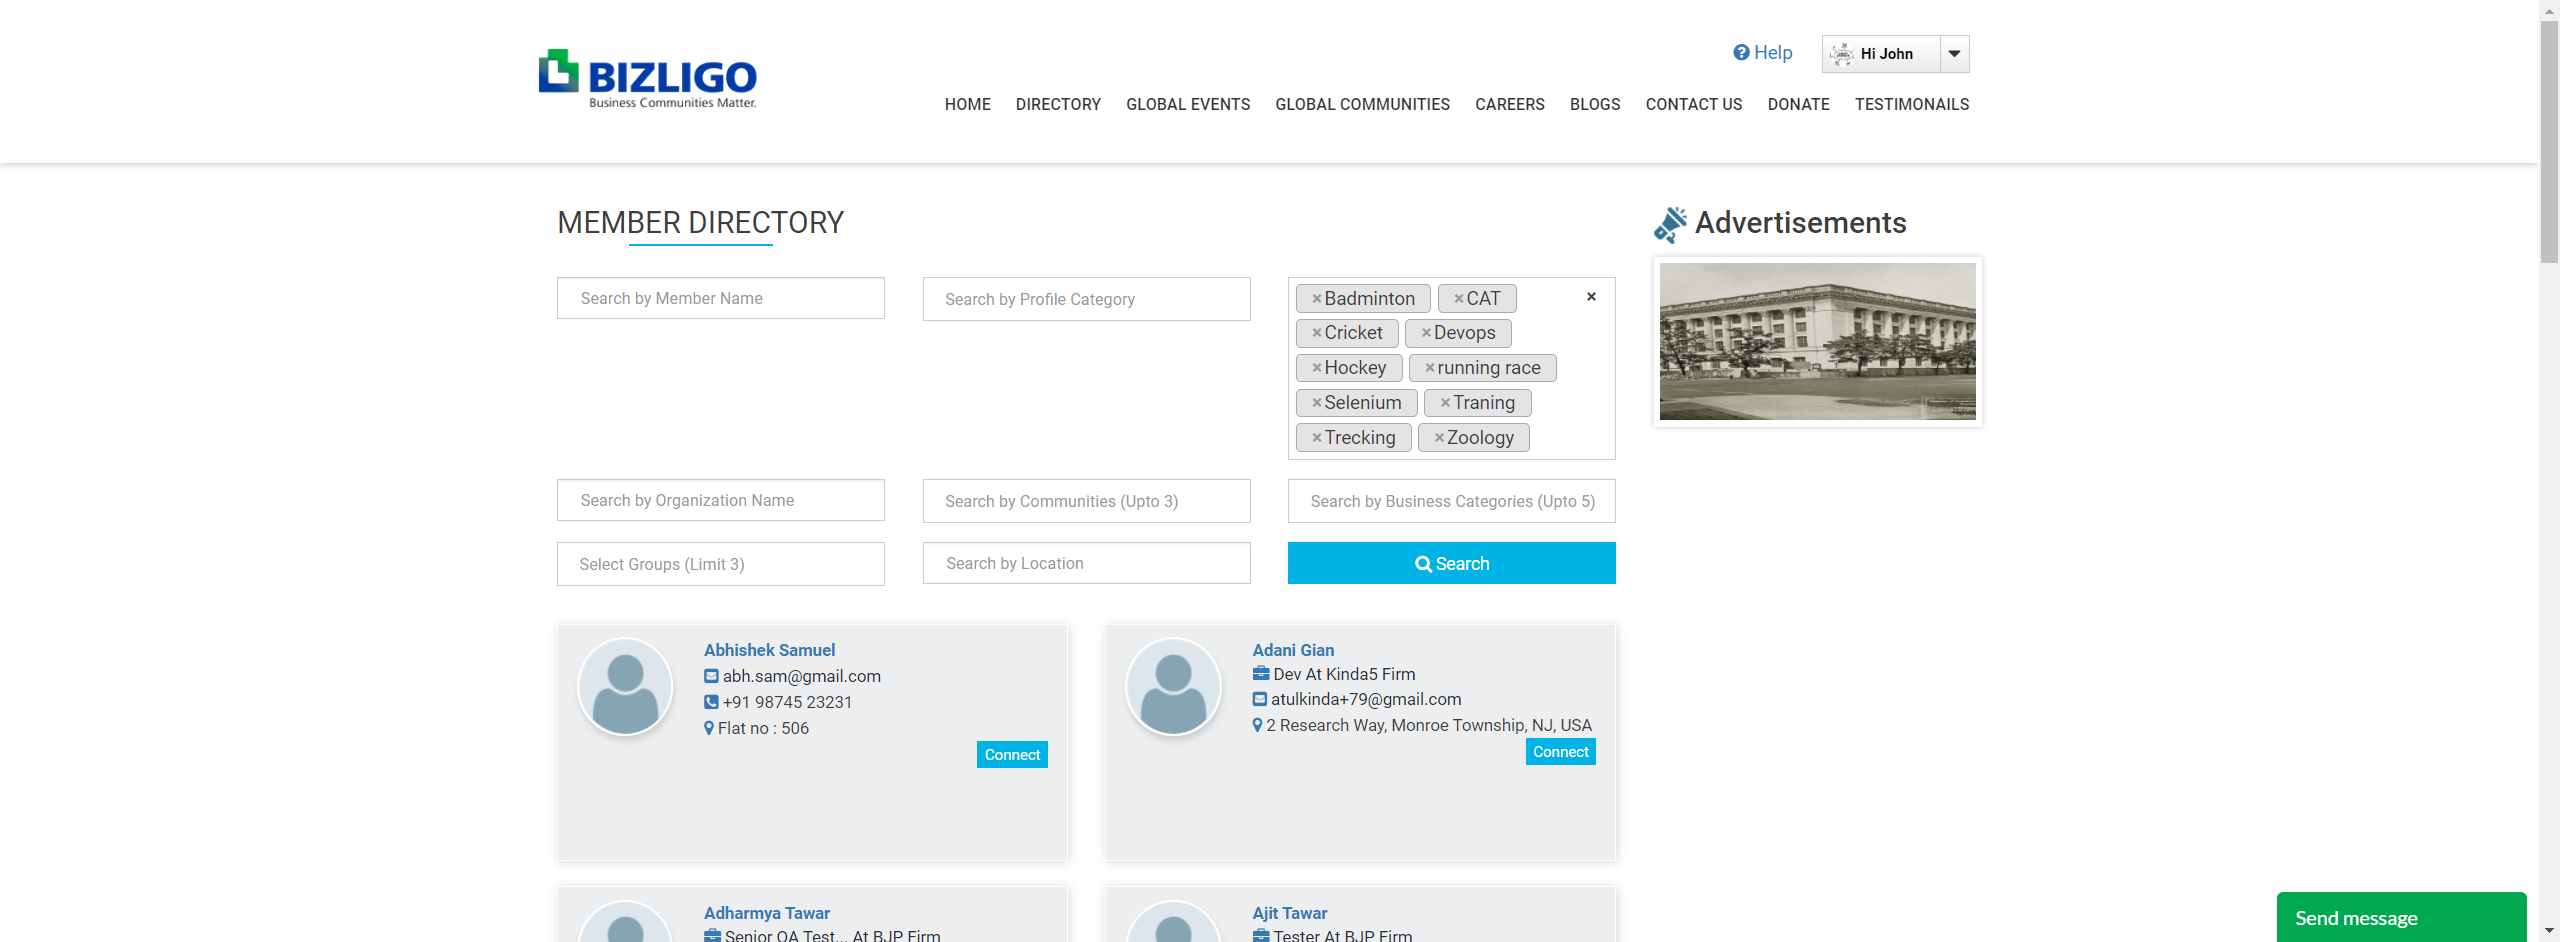 BIZLIGO
Business Communities Matter.
Help
Hi John
HOME DIRECTORY GLOBAL EVENTS GLOBAL COMMUNITIES CAREERS BLOGS CONTACT US DONATE TESTIMONAILS
MEMBER DIRECTORY
Advertisements
Search by Member Name
Search by Profile Category
×Badminton ×CAT ×
×Cricket ×Devops
×Hockey ×running race
×Selenium ×Traning
×Trecking ×Zoology
Search by Organization Name
Search by Communities (Upto 3)
Search by Business Categories (Upto 5)
Select Groups (Limit 3)
Search by Location
Search
Abhishek Samuel
abh.sam@gmail.com
+91 98745 23231
Flat no : 506
Connect
Adani Gian
Dev At Kinda5 Firm
atulkinda+79@gmail.com
2 Research Way, Monroe Township, NJ, USA
Connect
Adharmya Tawar
Senior QA Test... At BJP Firm
Ajit Tawar
Tester At BJP Firm
Send message